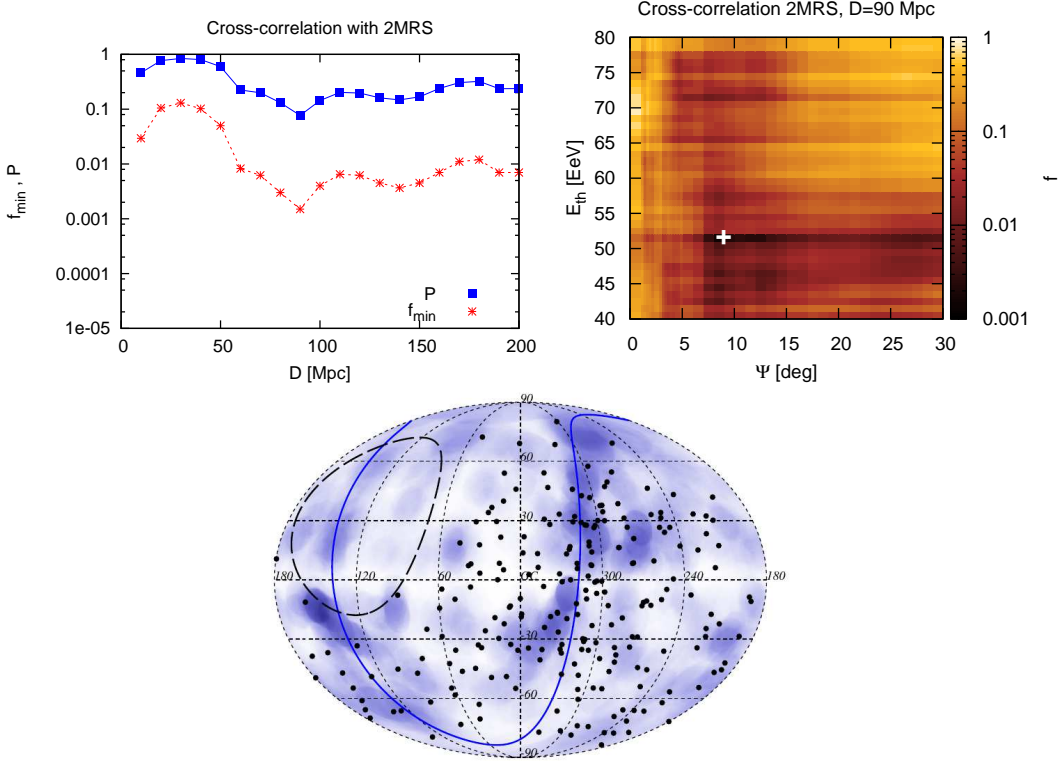 Cross-correlation with 2MRS
f_min , P
1
0.1
0.01
0.001
0.0001
1e-05
P
f_min
0 50 100 150 200
D [Mpc]
Cross-correlation 2MRS, D=90 Mpc
E_th [EeV]
80
75
70
65
60
55
50
45
40
0 5 10 15 20 25 30
Ψ [deg]
1
0.1
0.01
0.001
f
90
60
30
180 120 60 GC 300 240 180
-30
-60
-90